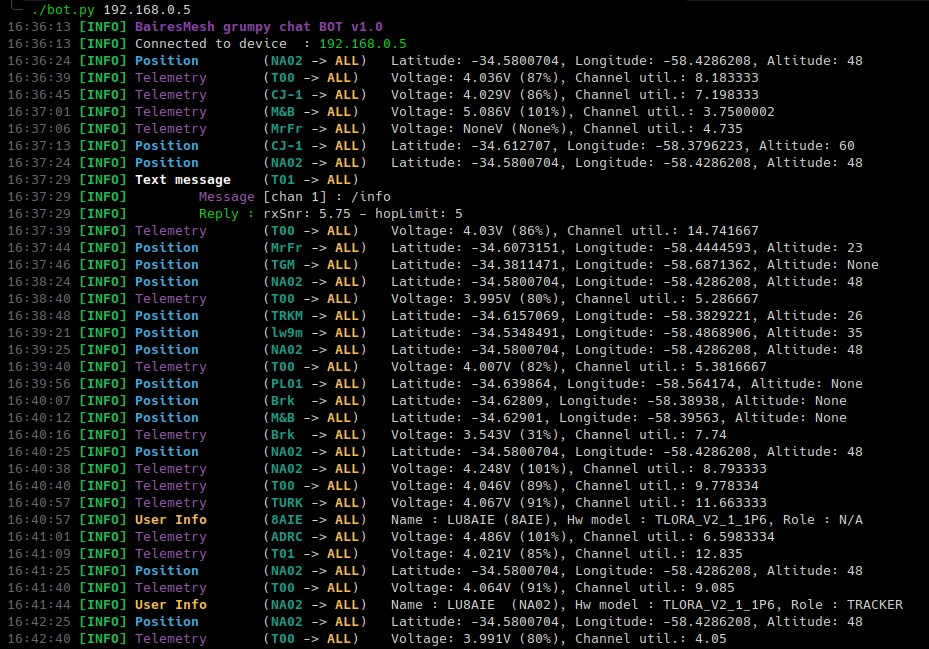 ./bot.py 192.168.0.5
16:36:13 [INFO] BairesMesh grumpy chat BOT v1.0
16:36:13 [INFO] Connected to device  : 192.168.0.5
16:36:24 [INFO] Position        (NA02 -> ALL)   Latitude: -34.5800704, Longitude: -58.4286208, Altitude: 48
16:36:39 [INFO] Telemetry       (T00 -> ALL)    Voltage: 4.036V (87%), Channel util.: 8.183333
16:36:45 [INFO] Telemetry       (CJ-1 -> ALL)   Voltage: 4.029V (86%), Channel util.: 7.198333
16:37:01 [INFO] Telemetry       (M&B -> ALL)    Voltage: 5.086V (101%), Channel util.: 3.7500002
16:37:06 [INFO] Telemetry       (MrFr -> ALL)   Voltage: NoneV (None%), Channel util.: 4.735
16:37:13 [INFO] Position        (CJ-1 -> ALL)   Latitude: -34.612707, Longitude: -58.3796223, Altitude: 60
16:37:24 [INFO] Position        (NA02 -> ALL)   Latitude: -34.5800704, Longitude: -58.4286208, Altitude: 48
16:37:29 [INFO] Text message    (T01 -> ALL)
16:37:29 [INFO]         Message [chan 1] : /info
16:37:29 [INFO]         Reply : rxSnr: 5.75 - hopLimit: 5
16:37:39 [INFO] Telemetry       (T00 -> ALL)    Voltage: 4.03V (86%), Channel util.: 14.741667
16:37:44 [INFO] Position        (MrFr -> ALL)   Latitude: -34.6073151, Longitude: -58.4444593, Altitude: 23
16:37:46 [INFO] Position        (TGM -> ALL)    Latitude: -34.3811471, Longitude: -58.6871362, Altitude: None
16:38:24 [INFO] Position        (NA02 -> ALL)   Latitude: -34.5800704, Longitude: -58.4286208, Altitude: 48
16:38:40 [INFO] Telemetry       (T00 -> ALL)    Voltage: 3.995V (80%), Channel util.: 5.286667
16:38:48 [INFO] Position        (TRKM -> ALL)   Latitude: -34.6157069, Longitude: -58.3829221, Altitude: 26
16:39:21 [INFO] Position        (lw9m -> ALL)   Latitude: -34.5348491, Longitude: -58.4868906, Altitude: 35
16:39:25 [INFO] Position        (NA02 -> ALL)   Latitude: -34.5800704, Longitude: -58.4286208, Altitude: 48
16:39:40 [INFO] Telemetry       (T00 -> ALL)    Voltage: 4.007V (82%), Channel util.: 5.3816667
16:39:56 [INFO] Position        (PL01 -> ALL)   Latitude: -34.639864, Longitude: -58.564174, Altitude: None
16:40:07 [INFO] Position        (Brk  -> ALL)   Latitude: -34.62809, Longitude: -58.38938, Altitude: None
16:40:12 [INFO] Position        (M&B -> ALL)    Latitude: -34.62901, Longitude: -58.39563, Altitude: None
16:40:16 [INFO] Telemetry       (Brk  -> ALL)   Voltage: 3.543V (31%), Channel util.: 7.74
16:40:25 [INFO] Position        (NA02 -> ALL)   Latitude: -34.5800704, Longitude: -58.4286208, Altitude: 48
16:40:38 [INFO] Telemetry       (NA02 -> ALL)   Voltage: 4.248V (101%), Channel util.: 8.793333
16:40:40 [INFO] Telemetry       (T00 -> ALL)    Voltage: 4.046V (89%), Channel util.: 9.778334
16:40:57 [INFO] Telemetry       (TURK -> ALL)   Voltage: 4.067V (91%), Channel util.: 11.663333
16:40:57 [INFO] User Info       (8AIE -> ALL)   Name : LU8AIE (8AIE), Hw model : TLORA_V2_1_1P6, Role : N/A
16:41:01 [INFO] Telemetry       (ADRC -> ALL)   Voltage: 4.486V (101%), Channel util.: 6.5983334
16:41:09 [INFO] Telemetry       (T01 -> ALL)    Voltage: 4.021V (85%), Channel util.: 12.835
16:41:25 [INFO] Position        (NA02 -> ALL)   Latitude: -34.5800704, Longitude: -58.4286208, Altitude: 48
16:41:40 [INFO] Telemetry       (T00 -> ALL)    Voltage: 4.064V (91%), Channel util.: 9.085
16:41:44 [INFO] User Info       (NA02 -> ALL)   Name : LU8AIE  (NA02), Hw model : TLORA_V2_1_1P6, Role : TRACKER
16:42:25 [INFO] Position        (NA02 -> ALL)   Latitude: -34.5800704, Longitude: -58.4286208, Altitude: 48
16:42:40 [INFO] Telemetry       (T00 -> ALL)    Voltage: 3.991V (80%), Channel util.: 4.05